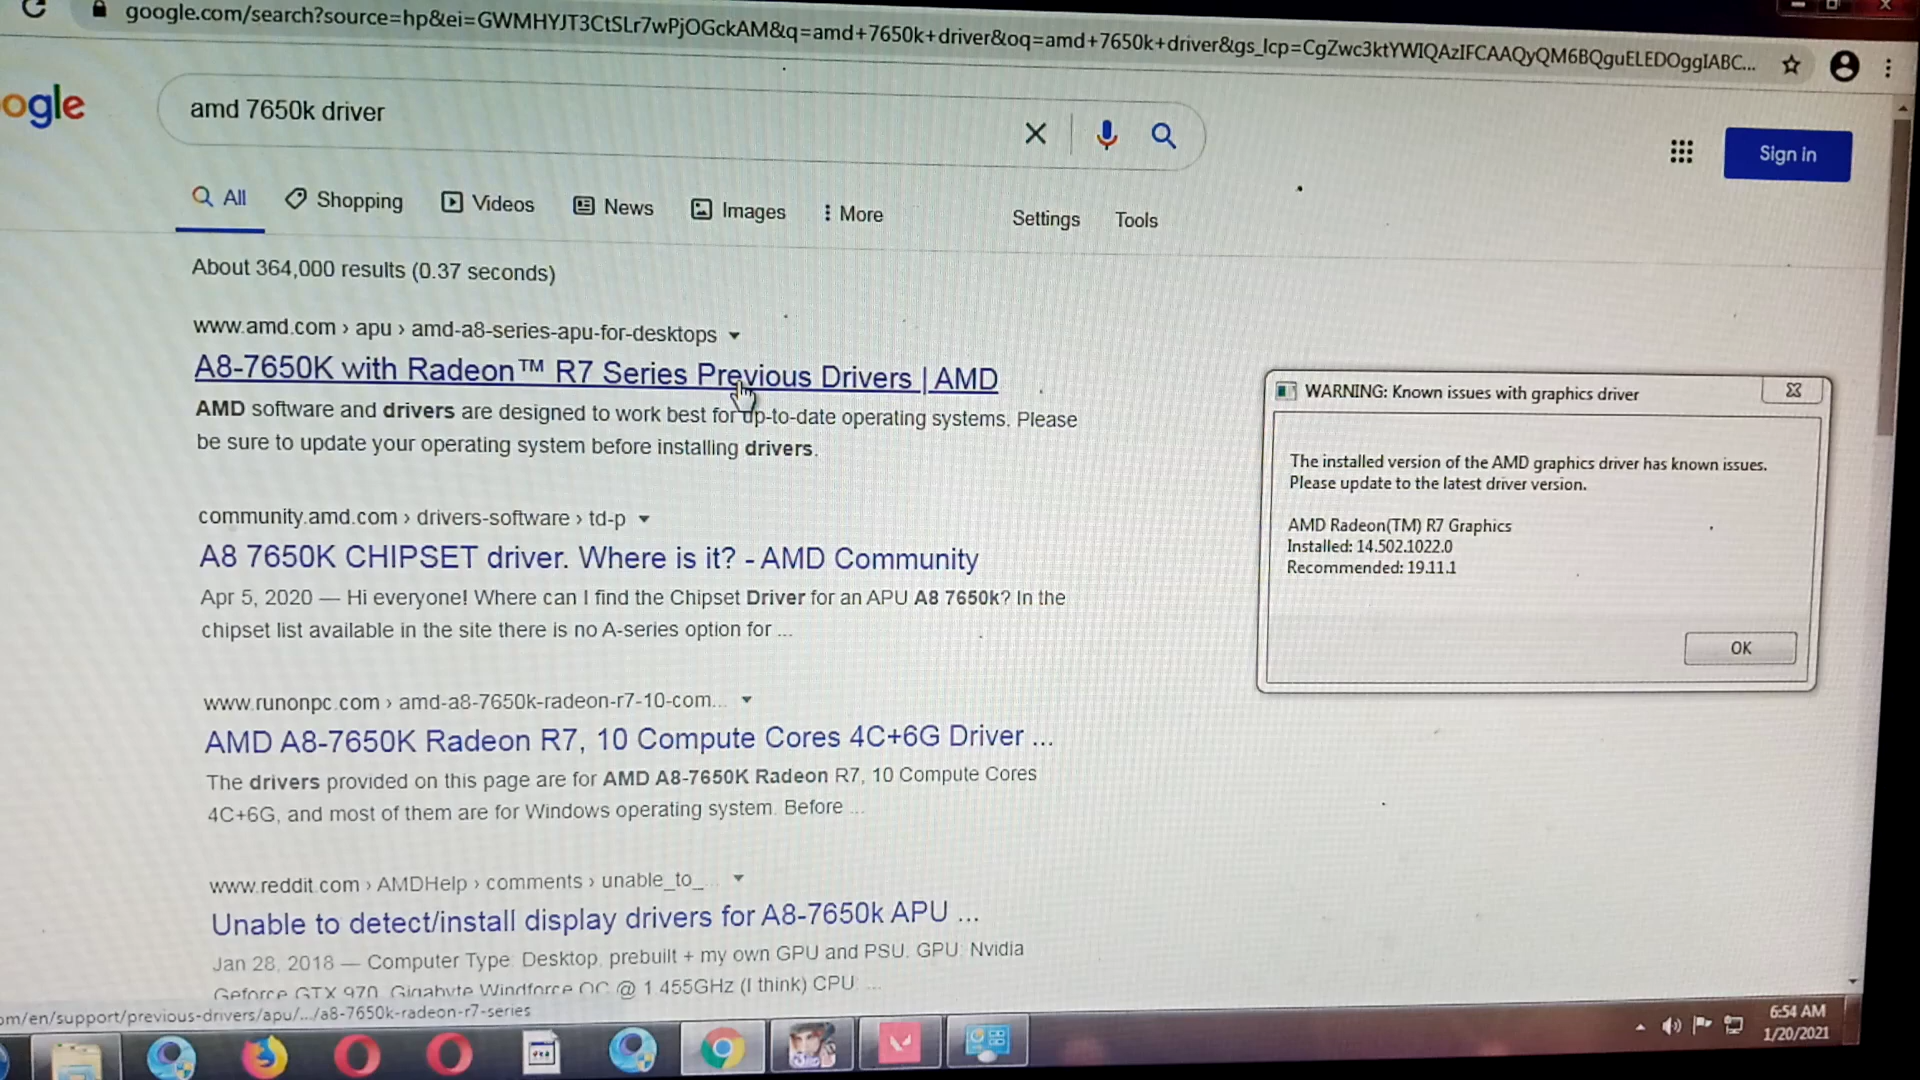 google.com/search?source=hp&ei=GWMHYJT3CtSLr7wPjOGckAM&q=amd+7650k+driver&oq=amd+7650k+driver&gs_lcp=CgZwc3ktYWIQAzIFCAAQyQM6BQguELEDOggIABC...
ogle
amd 7650k driver
Sign in
All Shopping Videos News Images More Settings Tools
About 364,000 results (0.37 seconds)
www.amd.com › apu › amd-a8-series-apu-for-desktops
A8-7650K with Radeon™ R7 Series Previous Drivers | AMD
AMD software and drivers are designed to work best for up-to-date operating systems. Please
be sure to update your operating system before installing drivers.
community.amd.com › drivers-software › td-p
A8 7650K CHIPSET driver. Where is it? - AMD Community
Apr 5, 2020 — Hi everyone! Where can I find the Chipset Driver for an APU A8 7650k? In the
chipset list available in the site there is no A-series option for ...
www.runonpc.com › amd-a8-7650k-radeon-r7-10-com...
AMD A8-7650K Radeon R7, 10 Compute Cores 4C+6G Driver ...
The drivers provided on this page are for AMD A8-7650K Radeon R7, 10 Compute Cores
4C+6G, and most of them are for Windows operating system. Before ...
www.reddit.com › AMDHelp › comments › unable_to_...
Unable to detect/install display drivers for A8-7650k APU ...
Jan 28, 2018 — Computer Type: Desktop, prebuilt + my own GPU and PSU. GPU: Nvidia
Geforce GTX 970, Gigabyte Windforce OC @ 1.455GHz (I think) CPU: ...
om/en/support/previous-drivers/apu/.../a8-7650k-radeon-r7-series
WARNING: Known issues with graphics driver
The installed version of the AMD graphics driver has known issues.
Please update to the latest driver version.
AMD Radeon(TM) R7 Graphics
Installed: 14.502.1022.0
Recommended: 19.11.1
OK
6:54 AM
1/20/2021